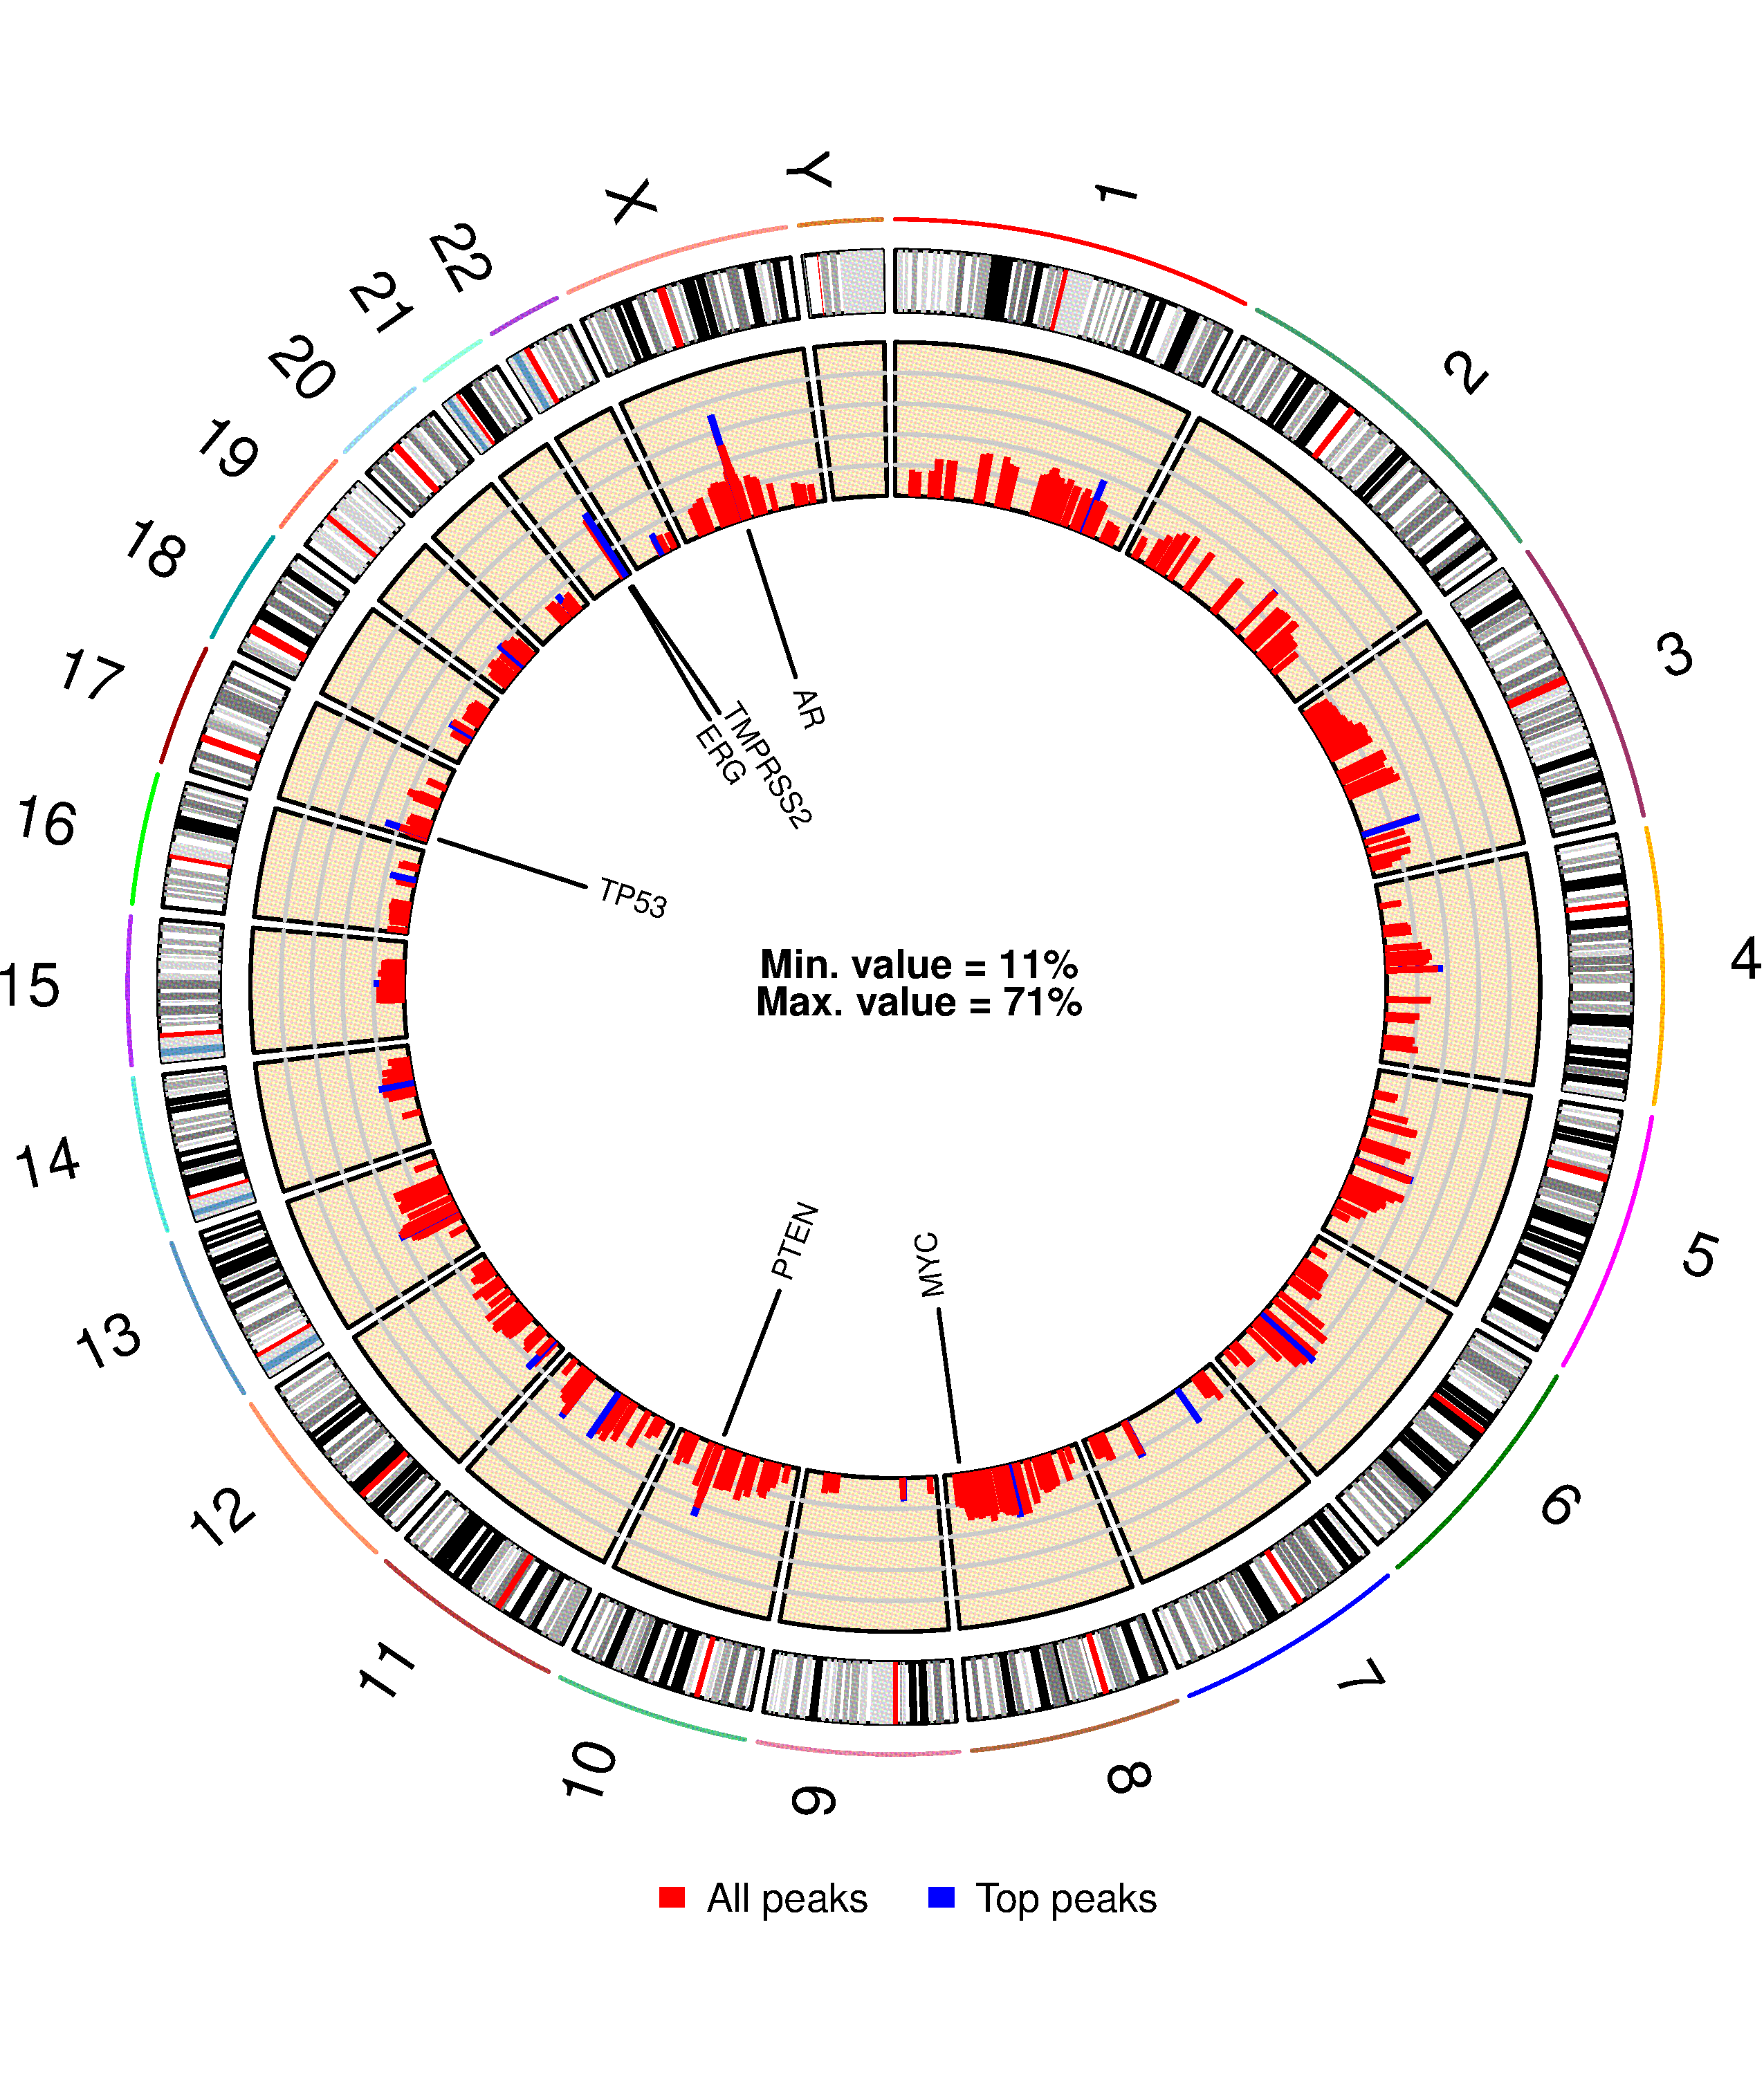 Y
1
2
3
4
5
6
7
8
9
10
11
12
13
14
15
16
17
18
19
20
21
22
X
AR
TMPRSS2
ERG
TP53
Min. value = 11%
Max. value = 71%
PTEN
MYC
All peaks
Top peaks